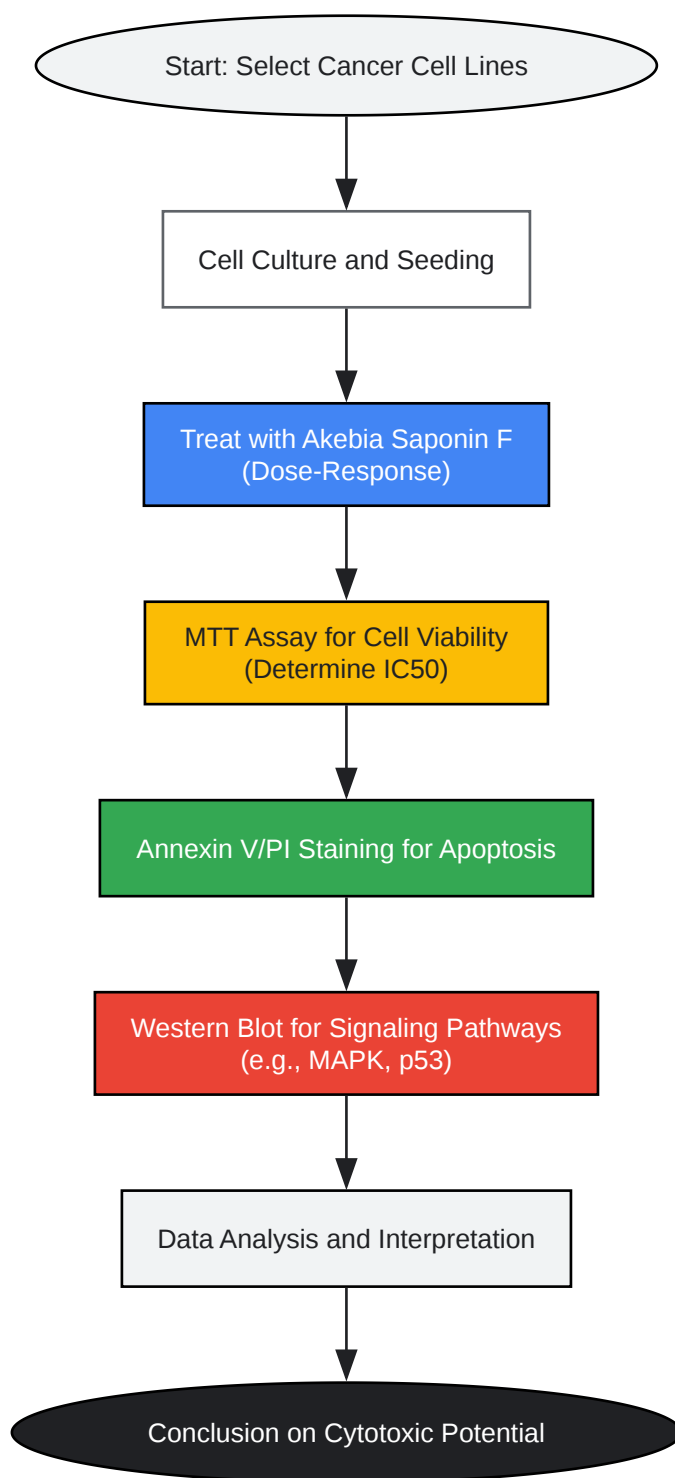 Start: Select Cancer Cell Lines
Cell Culture and Seeding
Treat with Akebia Saponin F
(Dose-Response)
MTT Assay for Cell Viability
(Determine IC50)
Annexin V/PI Staining for Apoptosis
Western Blot for Signaling Pathways
(e.g., MAPK, p53)
Data Analysis and Interpretation
Conclusion on Cytotoxic Potential